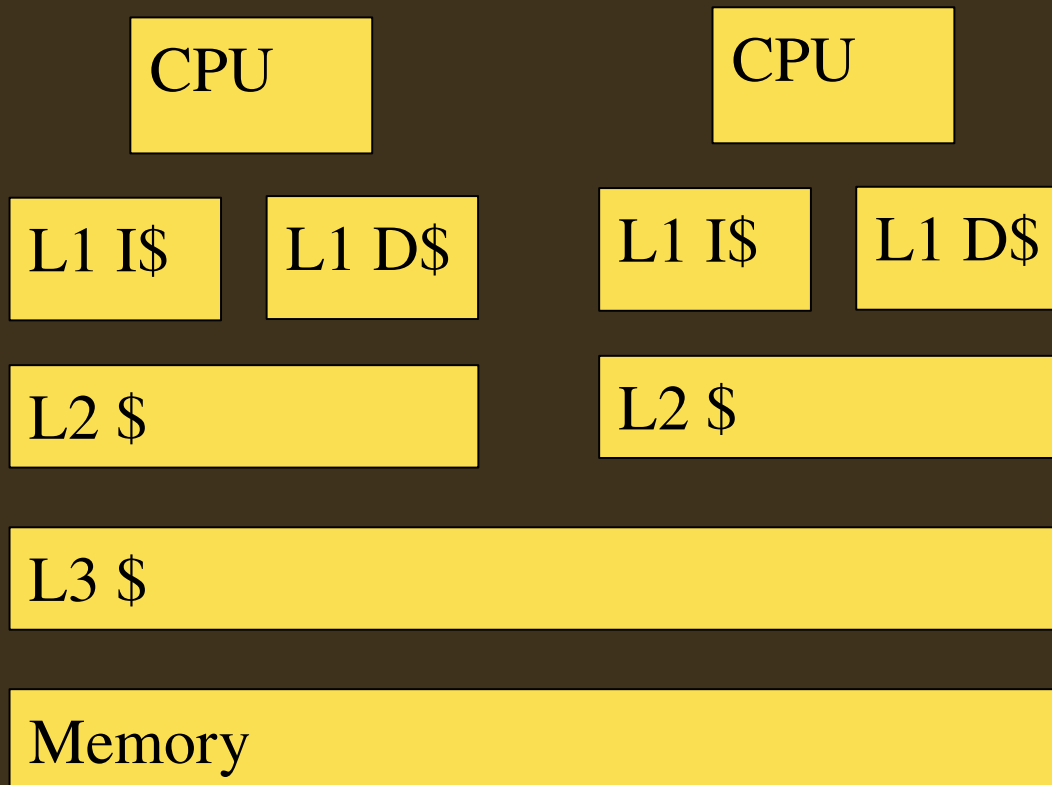 CPU
CPU
L1 I$
L1 D$
L1 I$
L1 D$
L2 $
L2 $
L3 $
Memory